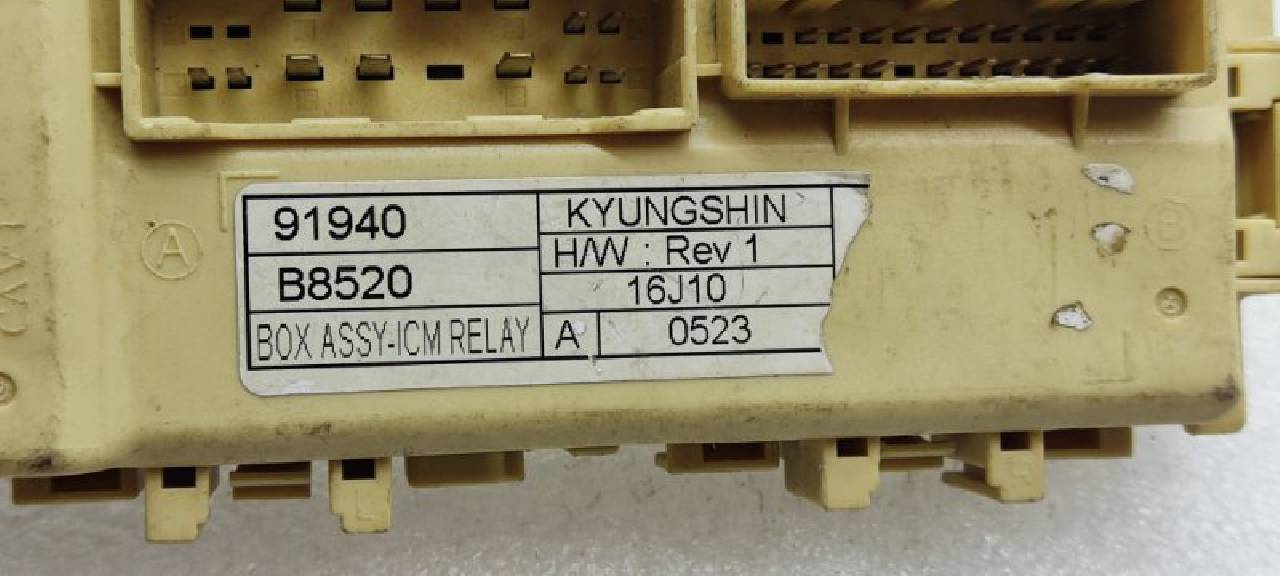 91940
B8520
BOX ASSY-ICM RELAY
KYUNGSHIN
H/W : Rev 1
16J10
A 0523
A